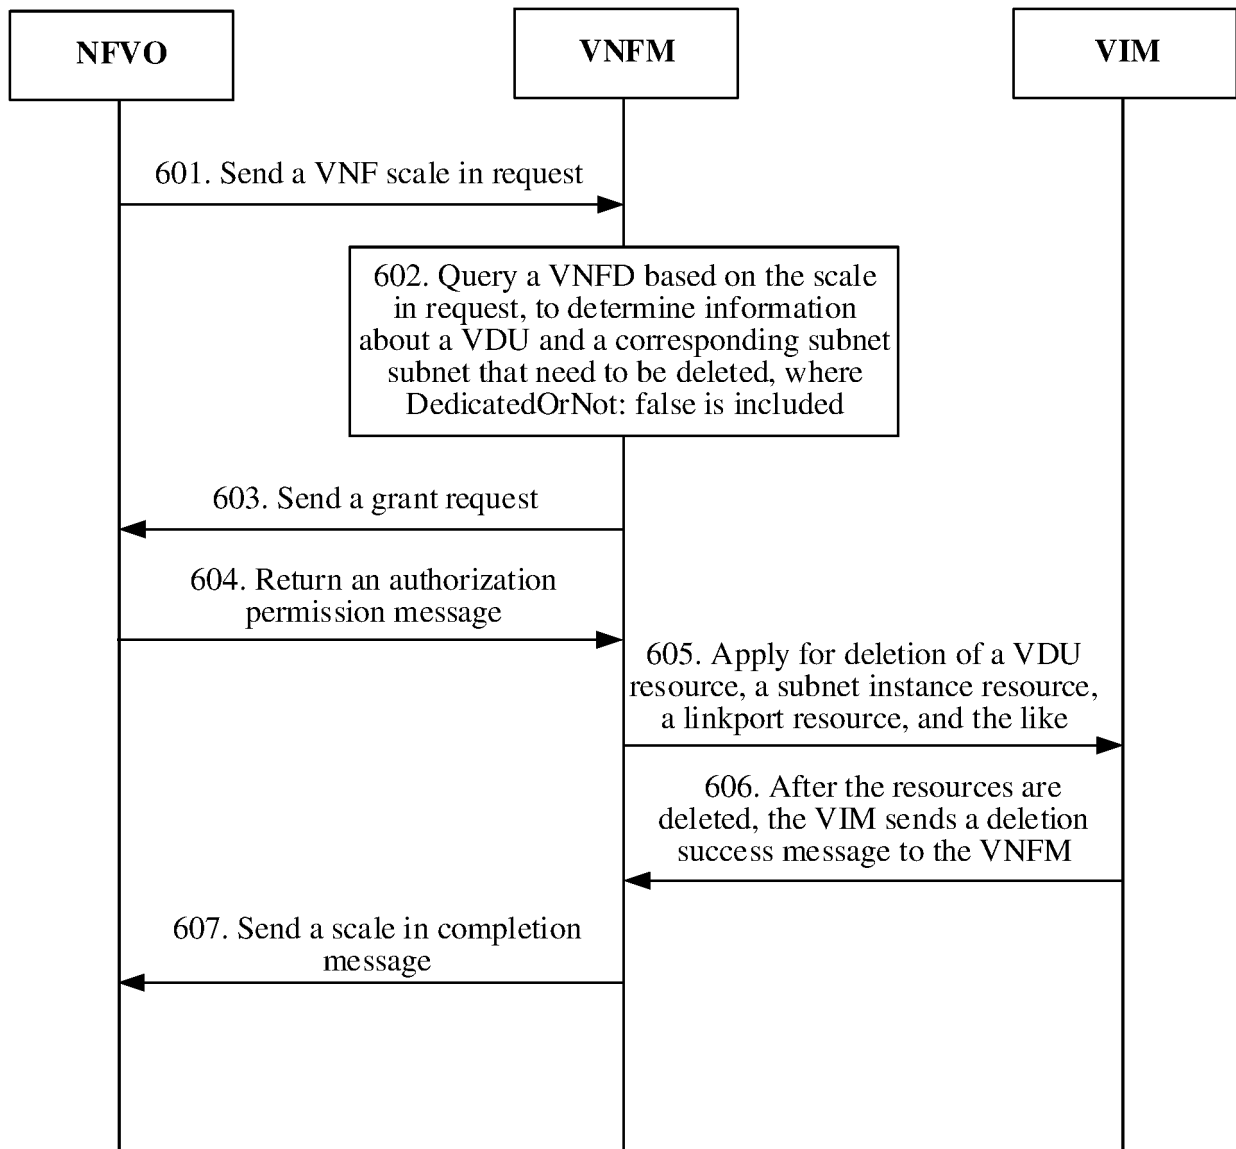 NFVO
VNFM
VIM
601. Send a VNF scale in request
602. Query a VNFD based on the scale
in request, to determine information
about a VDU and a corresponding subnet
subnet that need to be deleted, where
DedicatedOrNot: false is included
603. Send a grant request
604. Return an authorization
permission message
605. Apply for deletion of a VDU
resource, a subnet instance resource,
a linkport resource, and the like
606. After the resources are
deleted, the VIM sends a deletion
success message to the VNFM
607. Send a scale in completion
message